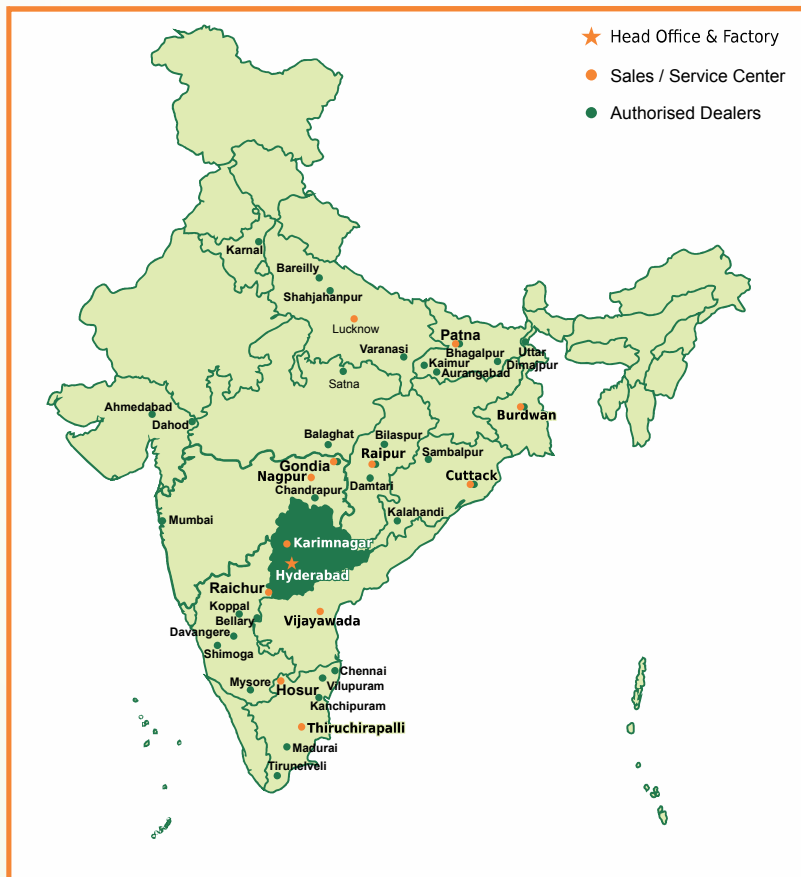 Head Office & Factory
Sales / Service Center
Authorised Dealers
Karnal
Bareilly
Shahjahanpur
Lucknow
Patna
Varanasi
Bhagalpur
Uttar
Dimajpur
Kaimur
Aurangabad
Satna
Ahmedabad
Dahod
Burdwan
Balaghat
Bilaspur
Raipur
Sambalpur
Gondia
Nagpur
Cuttack
Damtari
Chandrapur
Kalahandi
Mumbai
Karimnagar
Hyderabad
Raichur
Koppal
Bellary
Vijayawada
Davangere
Shimoga
Chennai
Mysore
Hosur
Vilupuram
Kanchipuram
Thiruchirapalli
Madurai
Tirunelveli